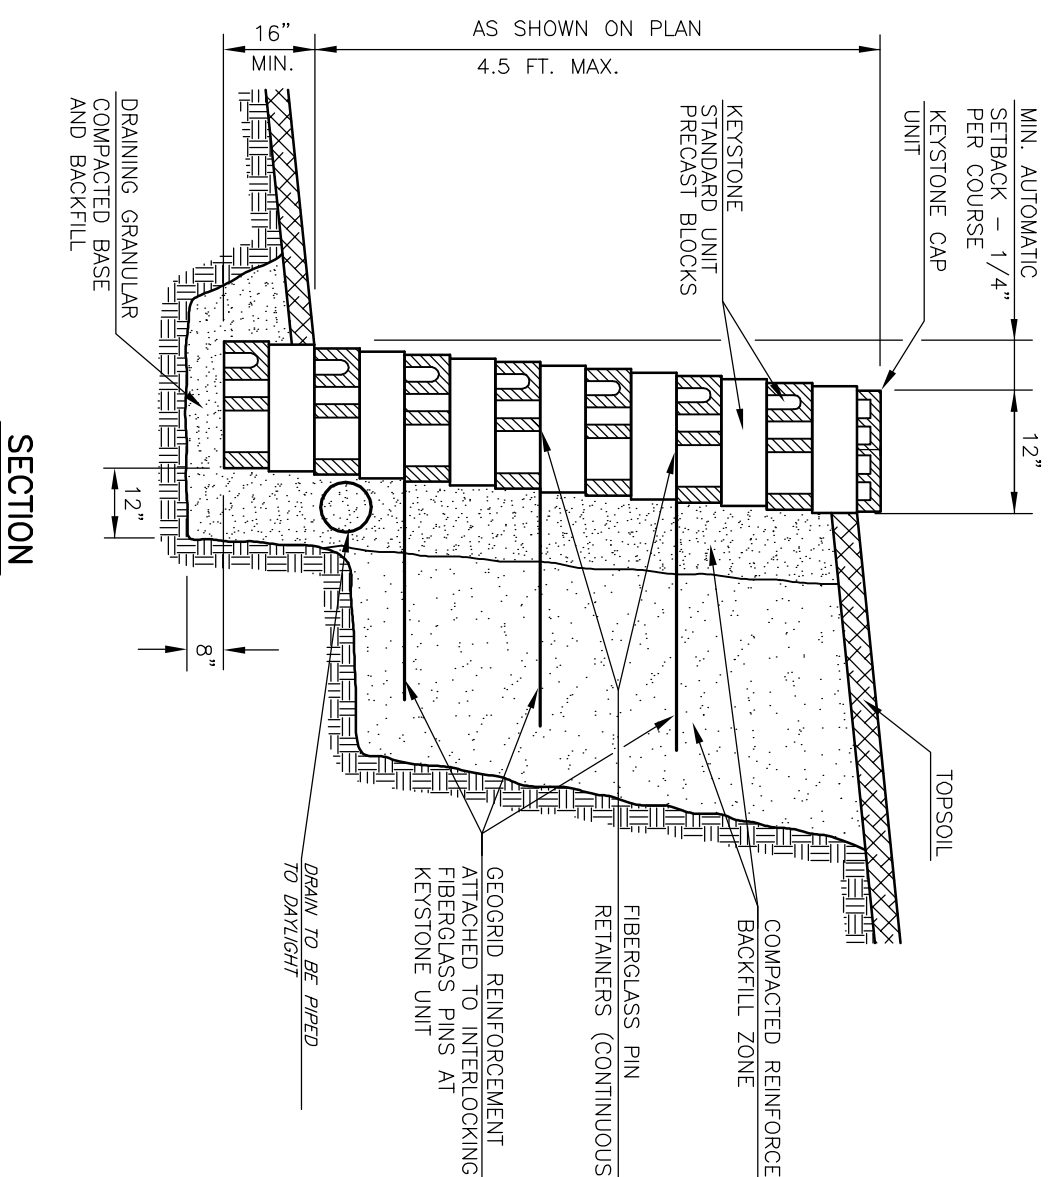 AS SHOWN ON PLAN
4.5 FT. MAX.
16"
MIN.
MIN. AUTOMATIC
SETBACK - 1/4"
PER COURSE
KEYSTONE CAP
UNIT
KEYSTONE
STANDARD UNIT
PRECAST BLOCKS
DRAINING GRANULAR
COMPACTED BASE
AND BACKFILL
12"
12"
8"
TOPSOIL
COMPACTED REINFORCE
BACKFILL ZONE
FIBERGLASS PIN
RETAINERS (CONTINUOUS
GEOGRID REINFORCEMENT
ATTACHED TO INTERLOCKING
FIBERGLASS PINS AT
KEYSTONE UNIT
DRAIN TO BE PIPED
TO DAYLIGHT
SECTION